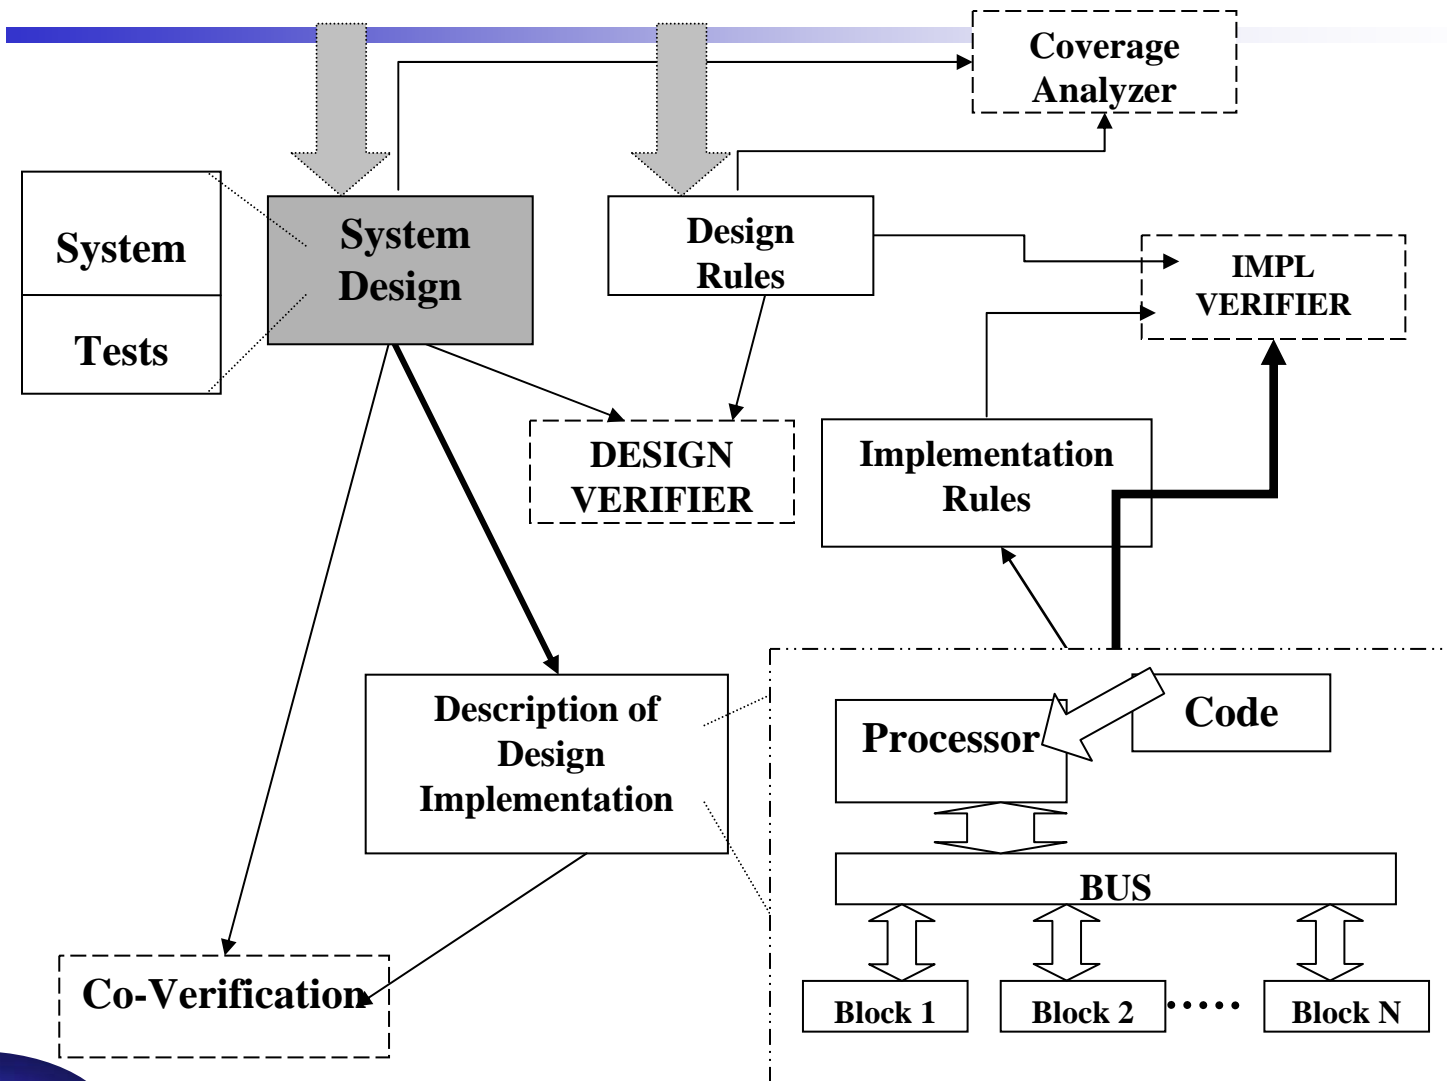 Coverage
Analyzer
System
Tests
System
Design
Design
Rules
IMPL
VERIFIER
DESIGN
VERIFIER
Implementation
Rules
Description of
Design
Implementation
Processor
Code
BUS
Co-Verification
Block 1
Block 2
.....
Block N